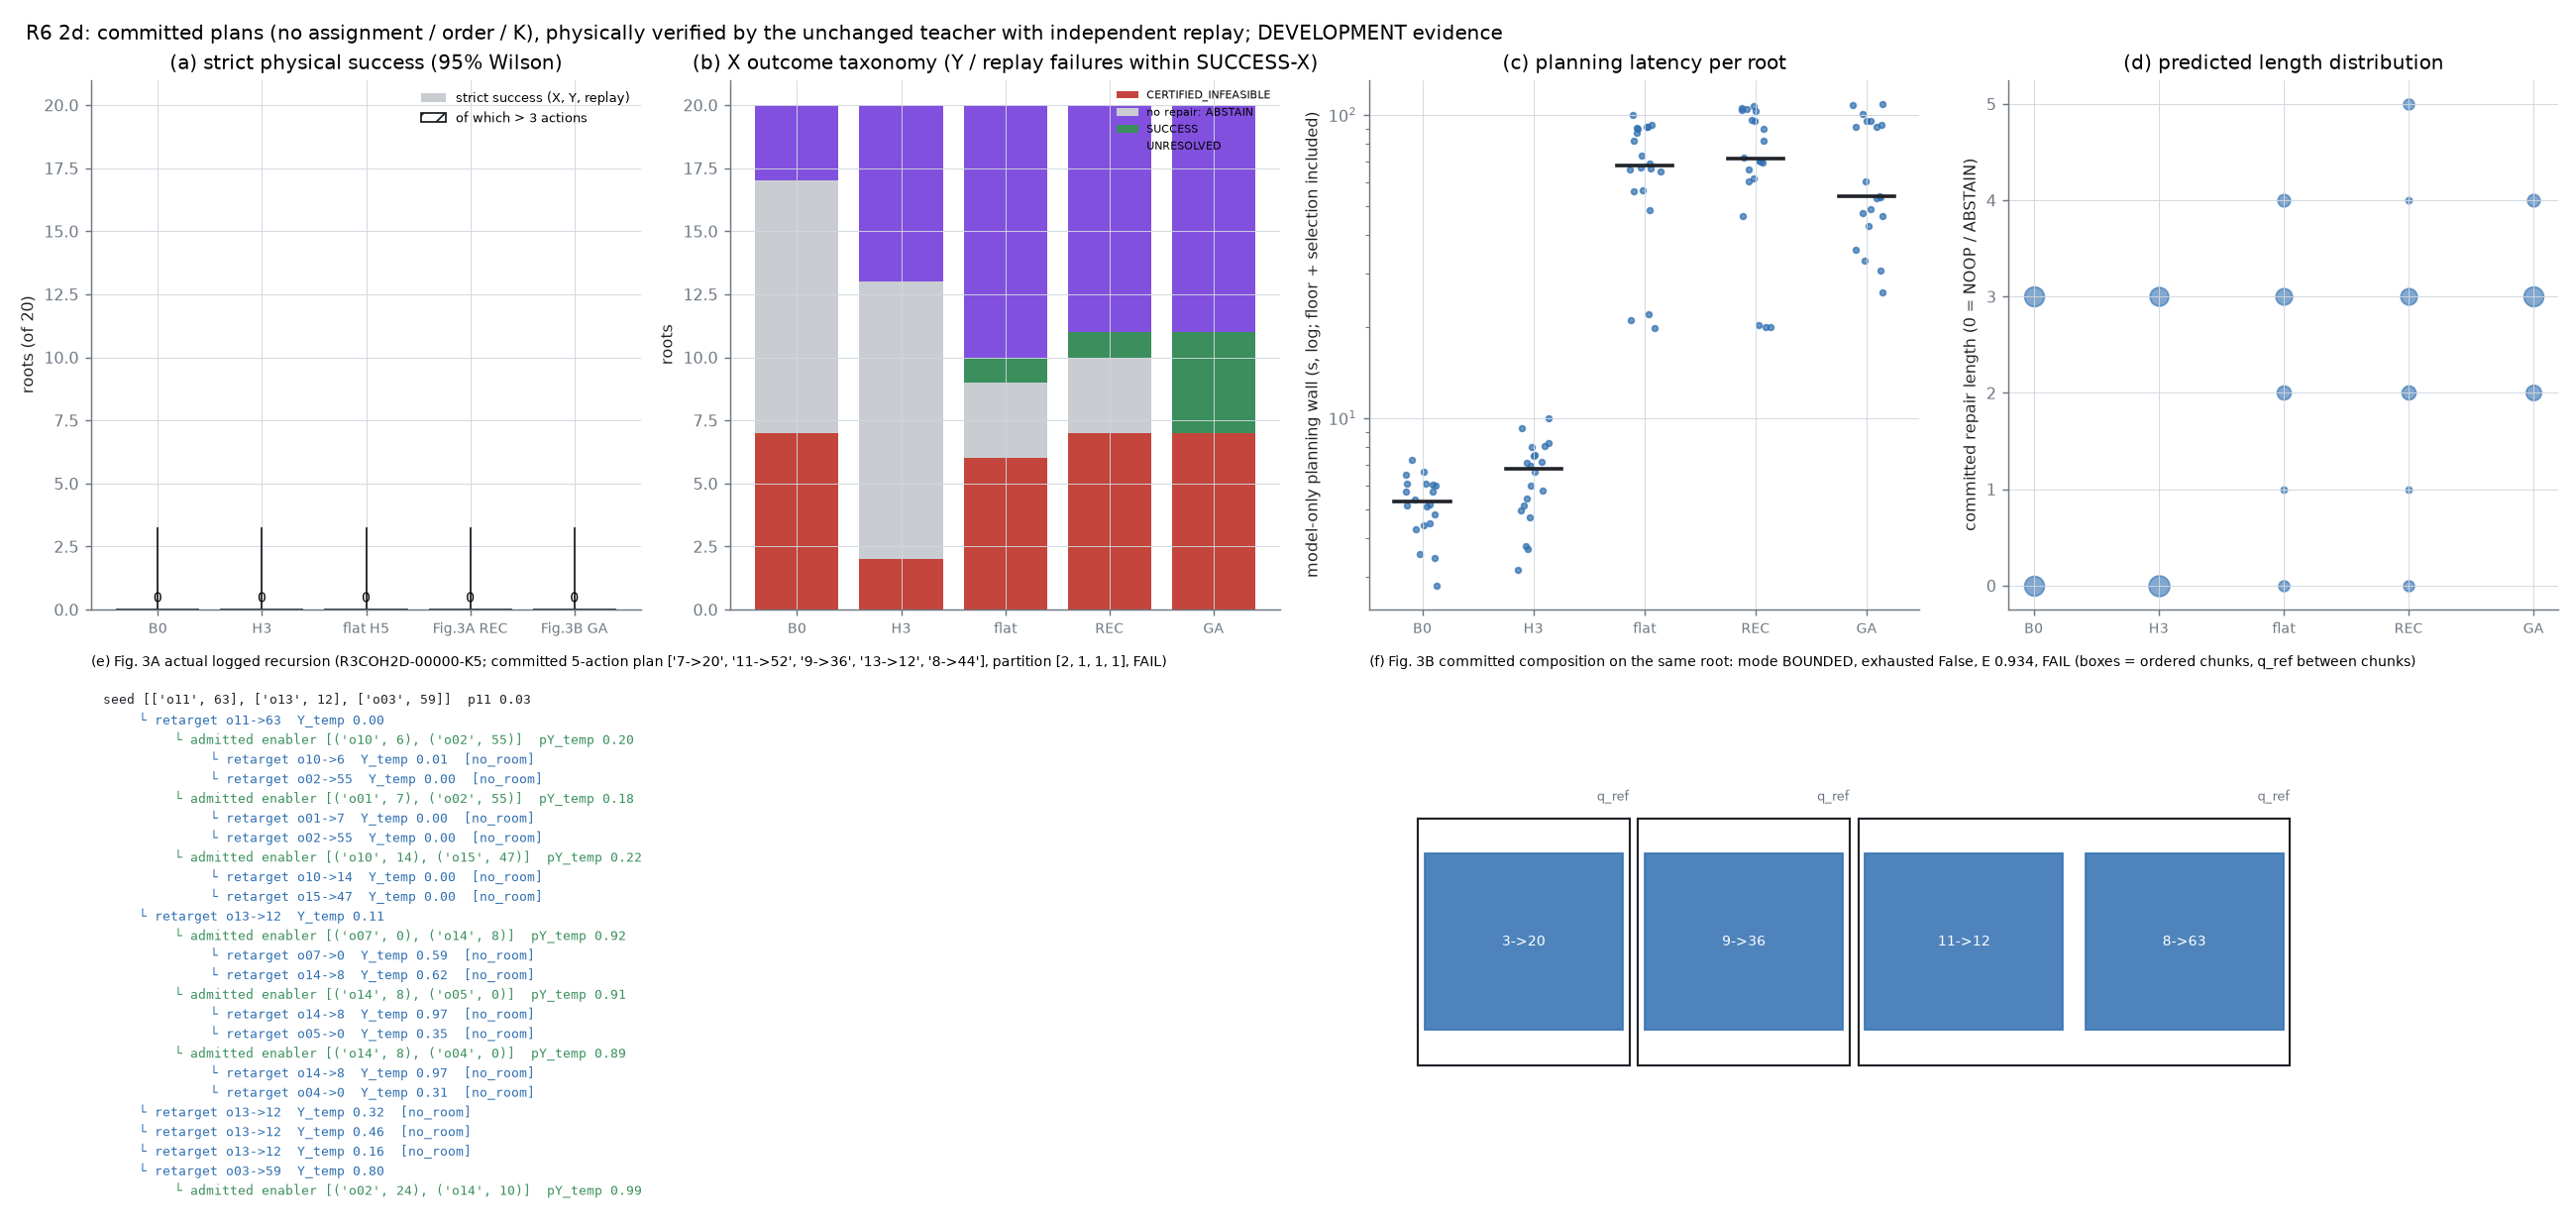 R6 2d: committed plans (no assignment / order / K), physically verified by the unchanged teacher with independent replay; DEVELOPMENT evidence
(a) strict physical success (95% Wilson)
roots (of 20)
20.0
17.5
15.0
12.5
10.0
7.5
5.0
2.5
0.0
strict success (X, Y, replay)
of which > 3 actions
0
0
0
0
0
B0
H3
flat H5
Fig.3A REC
Fig.3B GA
(b) X outcome taxonomy (Y / replay failures within SUCCESS-X)
roots
20.0
17.5
15.0
12.5
10.0
7.5
5.0
2.5
0.0
CERTIFIED_INFEASIBLE
no repair: ABSTAIN
SUCCESS
UNRESOLVED
B0
H3
flat
REC
GA
(c) planning latency per root
model-only planning wall (s, log; floor + selection included)
10²
10¹
B0
H3
flat
REC
GA
(d) predicted length distribution
committed repair length (0 = NOOP / ABSTAIN)
5
4
3
2
1
0
B0
H3
flat
REC
GA
(e) Fig. 3A actual logged recursion (R3COH2D-00000-K5; committed 5-action plan ['7->20', '11->52', '9->36', '13->12', '8->44'], partition [2, 1, 1, 1], FAIL)
seed [['o11', 63], ['o13', 12], ['o03', 59]]  p11 0.03
└ retarget o11->63  Y_temp 0.00
└ admitted enabler [('o10', 6), ('o02', 55)]  pY_temp 0.20
└ retarget o10->6  Y_temp 0.01  [no_room]
└ retarget o02->55  Y_temp 0.00  [no_room]
└ admitted enabler [('o01', 7), ('o02', 55)]  pY_temp 0.18
└ retarget o01->7  Y_temp 0.00  [no_room]
└ retarget o02->55  Y_temp 0.00  [no_room]
└ admitted enabler [('o10', 14), ('o15', 47)]  pY_temp 0.22
└ retarget o10->14  Y_temp 0.00  [no_room]
└ retarget o15->47  Y_temp 0.00  [no_room]
└ retarget o13->12  Y_temp 0.11
└ admitted enabler [('o07', 0), ('o14', 8)]  pY_temp 0.92
└ retarget o07->0  Y_temp 0.59  [no_room]
└ retarget o14->8  Y_temp 0.62  [no_room]
└ admitted enabler [('o14', 8), ('o05', 0)]  pY_temp 0.91
└ retarget o14->8  Y_temp 0.97  [no_room]
└ retarget o05->0  Y_temp 0.35  [no_room]
└ admitted enabler [('o14', 8), ('o04', 0)]  pY_temp 0.89
└ retarget o14->8  Y_temp 0.97  [no_room]
└ retarget o04->0  Y_temp 0.31  [no_room]
└ retarget o13->12  Y_temp 0.32  [no_room]
└ retarget o13->12  Y_temp 0.46  [no_room]
└ retarget o13->12  Y_temp 0.16  [no_room]
└ retarget o03->59  Y_temp 0.80
└ admitted enabler [('o02', 24), ('o14', 10)]  pY_temp 0.99
(f) Fig. 3B committed composition on the same root: mode BOUNDED, exhausted False, E 0.934, FAIL (boxes = ordered chunks, q_ref between chunks)
q_ref
q_ref
q_ref
3->20
9->36
11->12
8->63